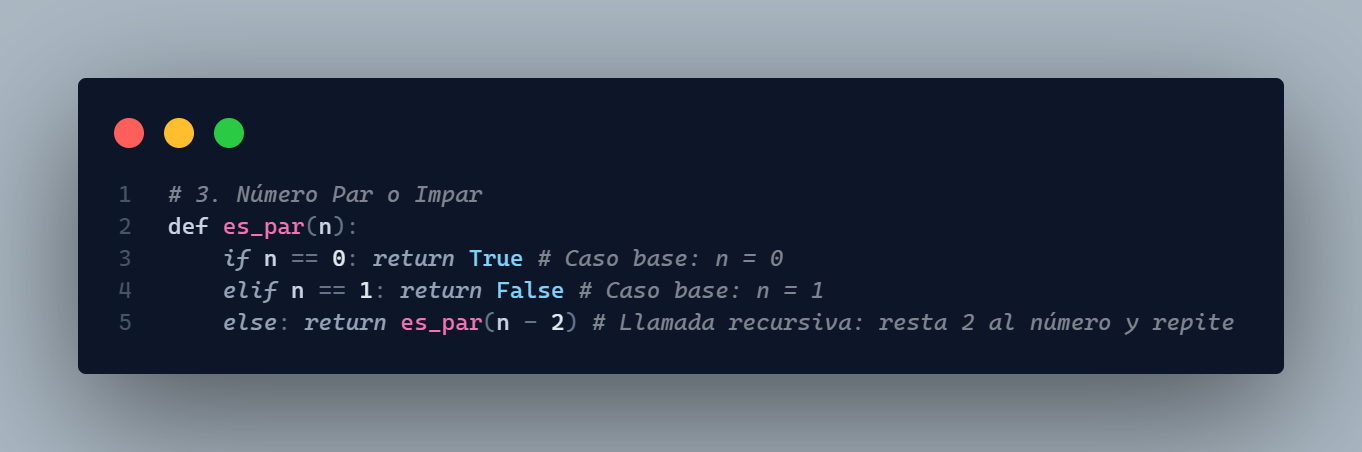 1 # 3. Número Par o Impar
2 def es_par(n):
3     if n == 0: return True # Caso base: n = 0
4     elif n == 1: return False # Caso base: n = 1
5     else: return es_par(n - 2) # Llamada recursiva: resta 2 al número y repite